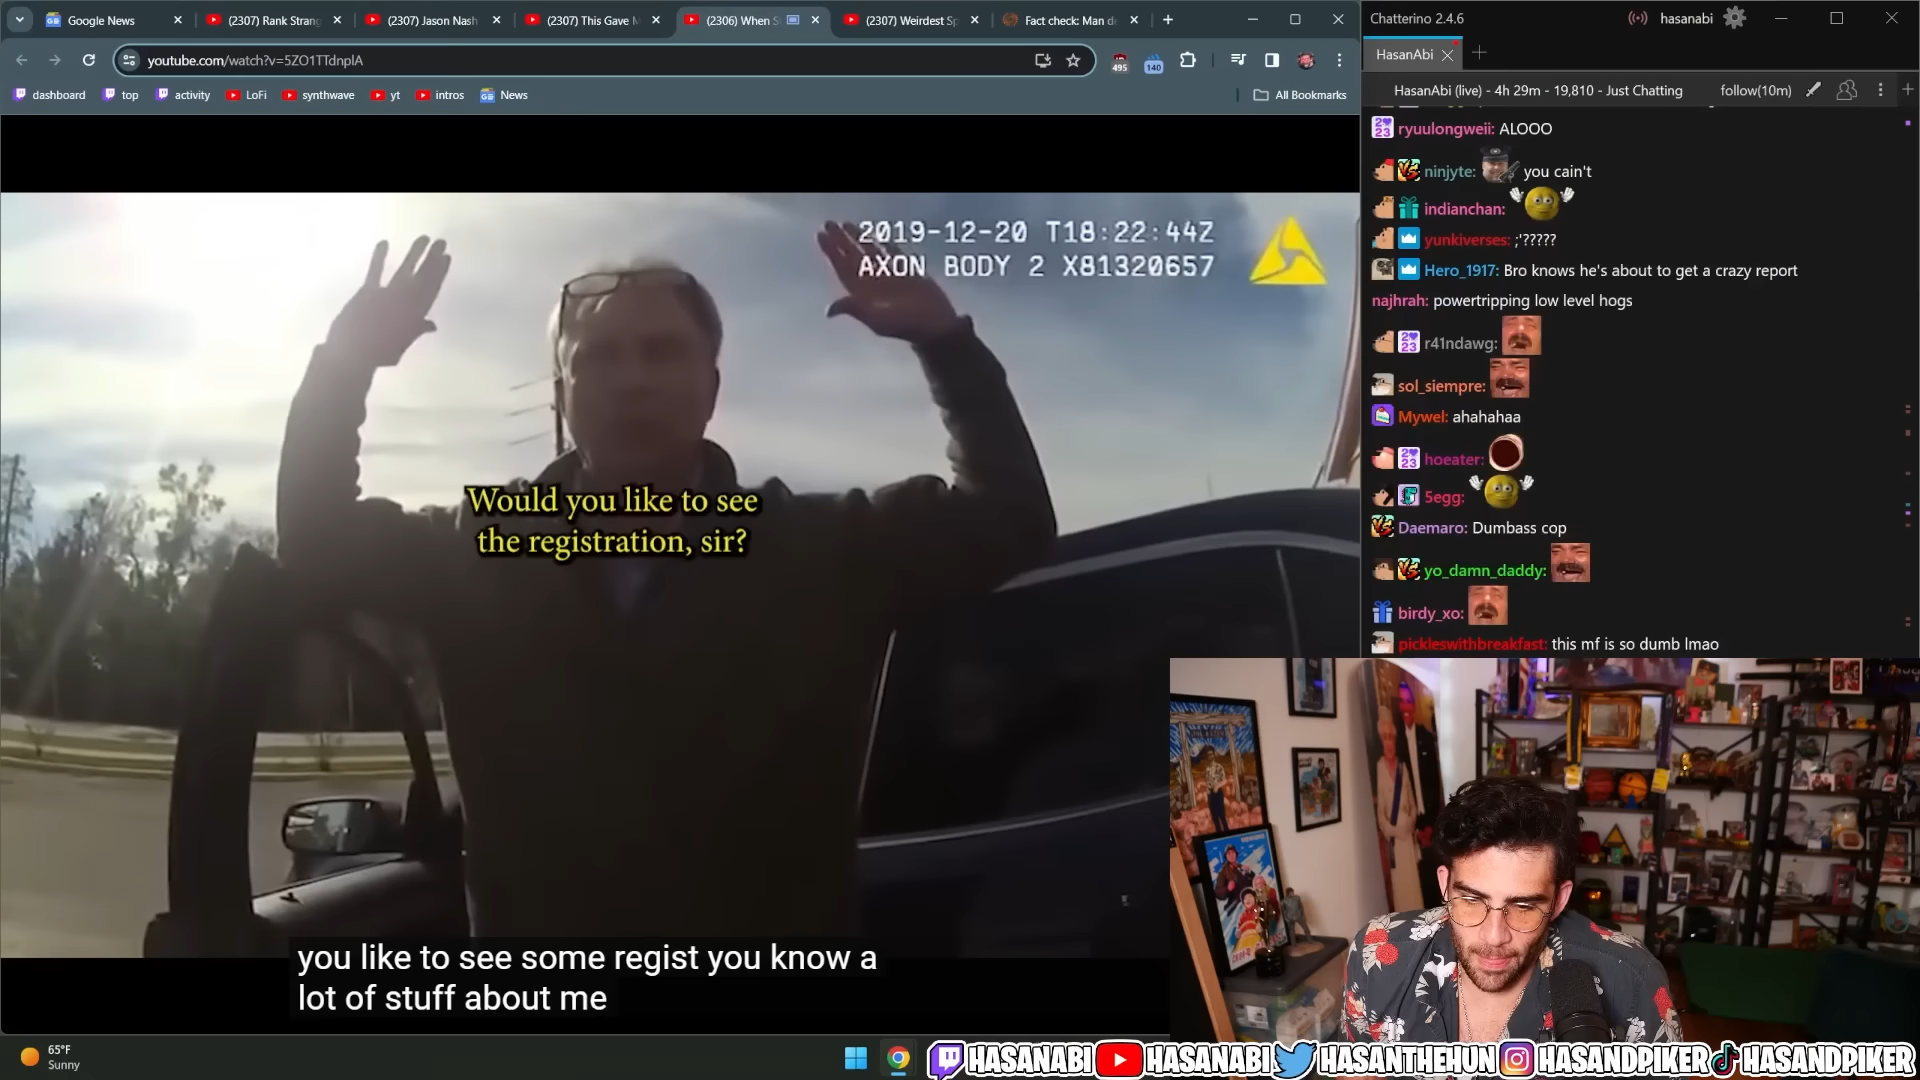 Google News
(2307) Rank Strang
(2307) Jason Nash
(2307) This Gave M
(2306) When S
(2307) Weirdest Sp
Fact check: Man de
youtube.com/watch?v=5ZO1TTdnplA
495
140
dashboard
top
activity
LoFi
synthwave
yt
intros
News
All Bookmarks
2019-12-20 T18:22:44Z
AXON BODY 2 X81320657
Would you like to see
the registration, sir?
you like to see some regist you know a
lot of stuff about me
Chatterino 2.4.6
hasanabi
HasanAbi
HasanAbi (live) - 4h 29m - 19,810 - Just Chatting
follow(10m)
ryuulongweii: ALOOO
ninjyte: you cain't
indianchan:
yunkiverses: ;'?????
Hero_1917: Bro knows he's about to get a crazy report
najhrah: powertripping low level hogs
r41ndawg:
sol_siempre:
Mywel: ahahahaa
hoeater:
5egg:
Daemaro: Dumbass cop
yo_damn_daddy:
birdy_xo:
pickleswithbreakfast: this mf is so dumb lmao
65°F
Sunny
HASANABI
HASANABI
HASANTHEHUN
HASANDPIKER
HASANDPIKER